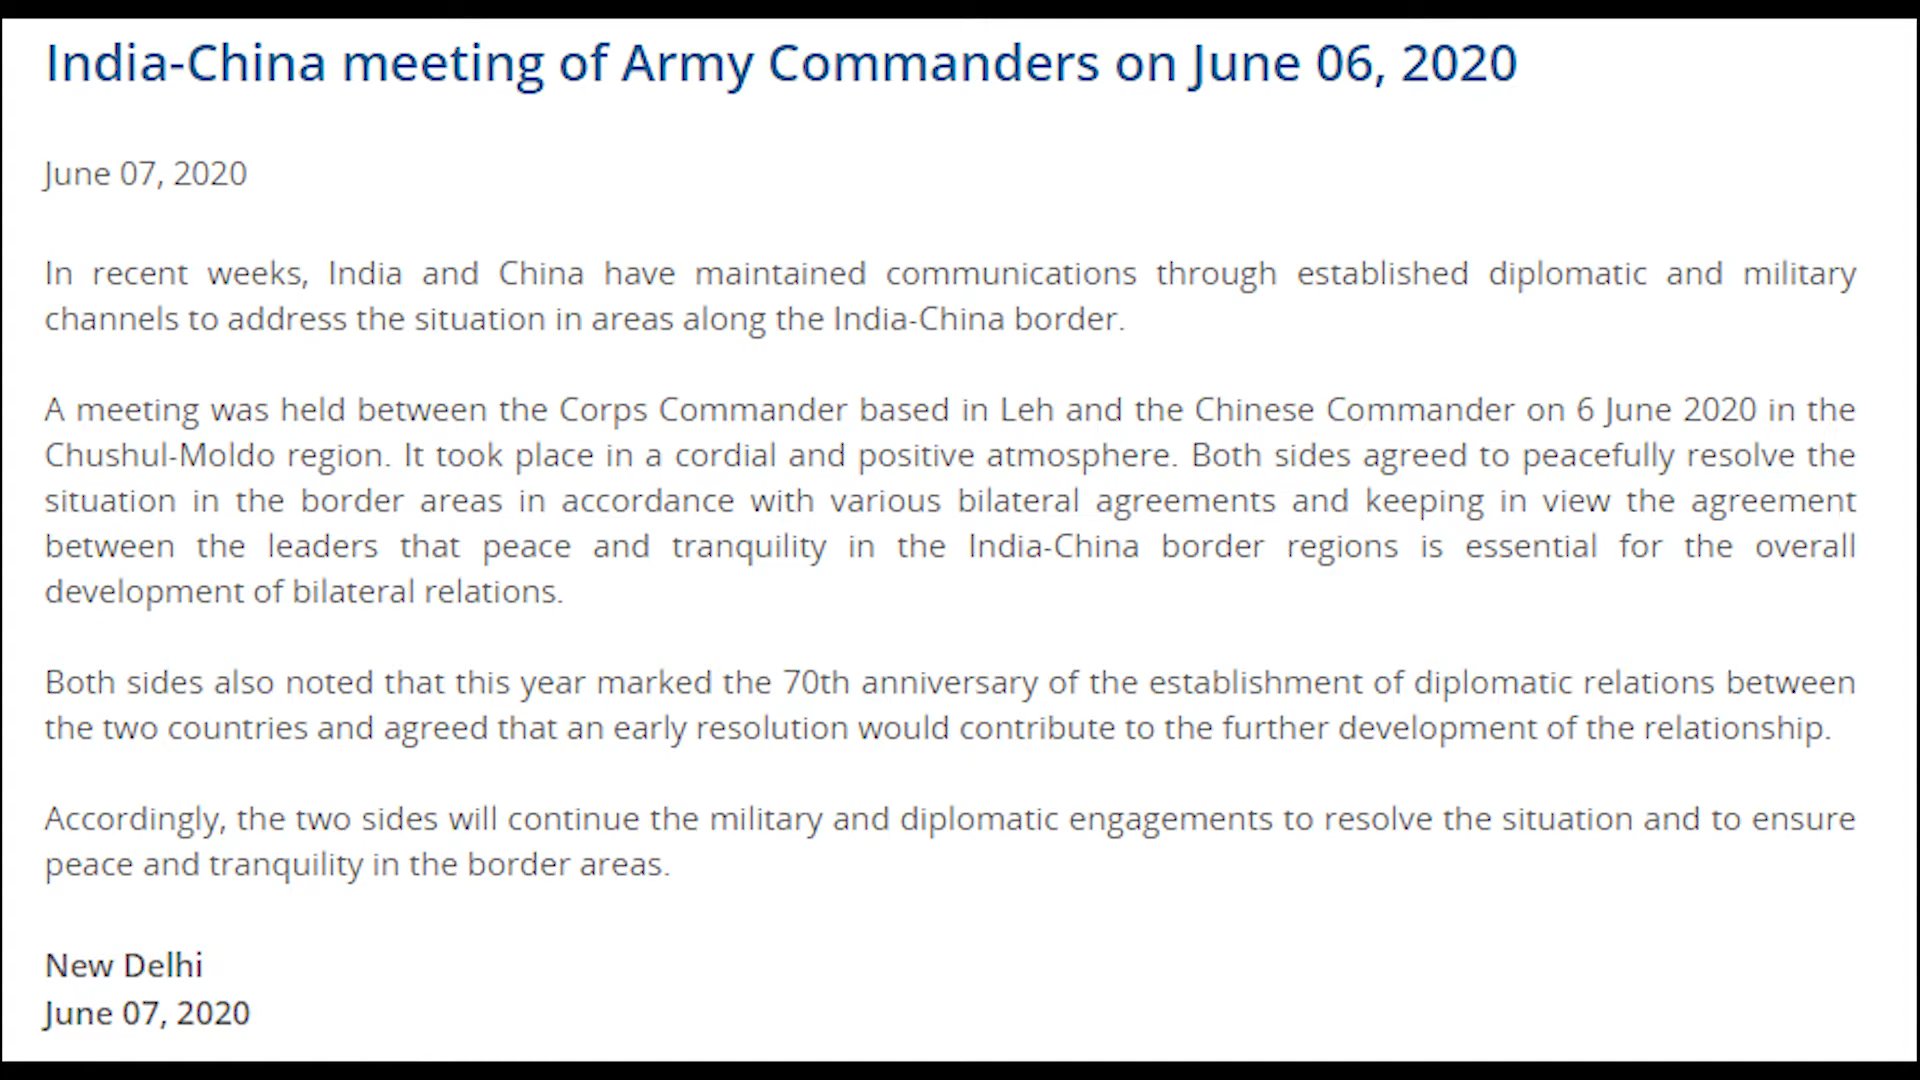 India-China meeting of Army Commanders on June 06, 2020
June 07, 2020
In recent weeks, India and China have maintained communications through established diplomatic and military
channels to address the situation in areas along the India-China border.
A meeting was held between the Corps Commander based in Leh and the Chinese Commander on 6 June 2020 in the
Chushul-Moldo region. It took place in a cordial and positive atmosphere. Both sides agreed to peacefully resolve the
situation in the border areas in accordance with various bilateral agreements and keeping in view the agreement
between the leaders that peace and tranquility in the India-China border regions is essential for the overall
development of bilateral relations.
Both sides also noted that this year marked the 70th anniversary of the establishment of diplomatic relations between
the two countries and agreed that an early resolution would contribute to the further development of the relationship.
Accordingly, the two sides will continue the military and diplomatic engagements to resolve the situation and to ensure
peace and tranquility in the border areas.
New Delhi
June 07, 2020